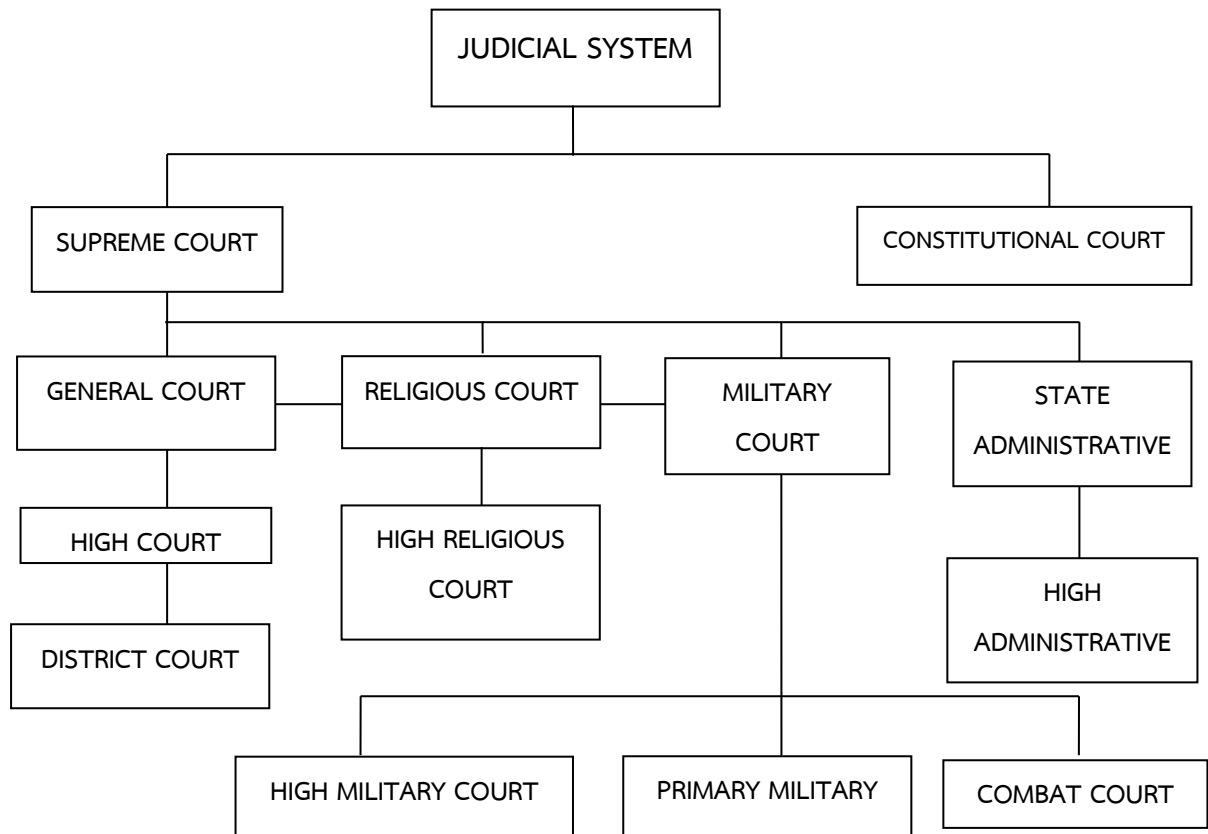 JUDICIAL SYSTEM
SUPREME COURT
CONSTITUTIONAL COURT
GENERAL COURT
RELIGIOUS COURT
MILITARY
COURT
STATE
ADMINISTRATIVE
HIGH COURT
HIGH RELIGIOUS
COURT
HIGH
ADMINISTRATIVE
DISTRICT COURT
HIGH MILITARY COURT
PRIMARY MILITARY
COMBAT COURT